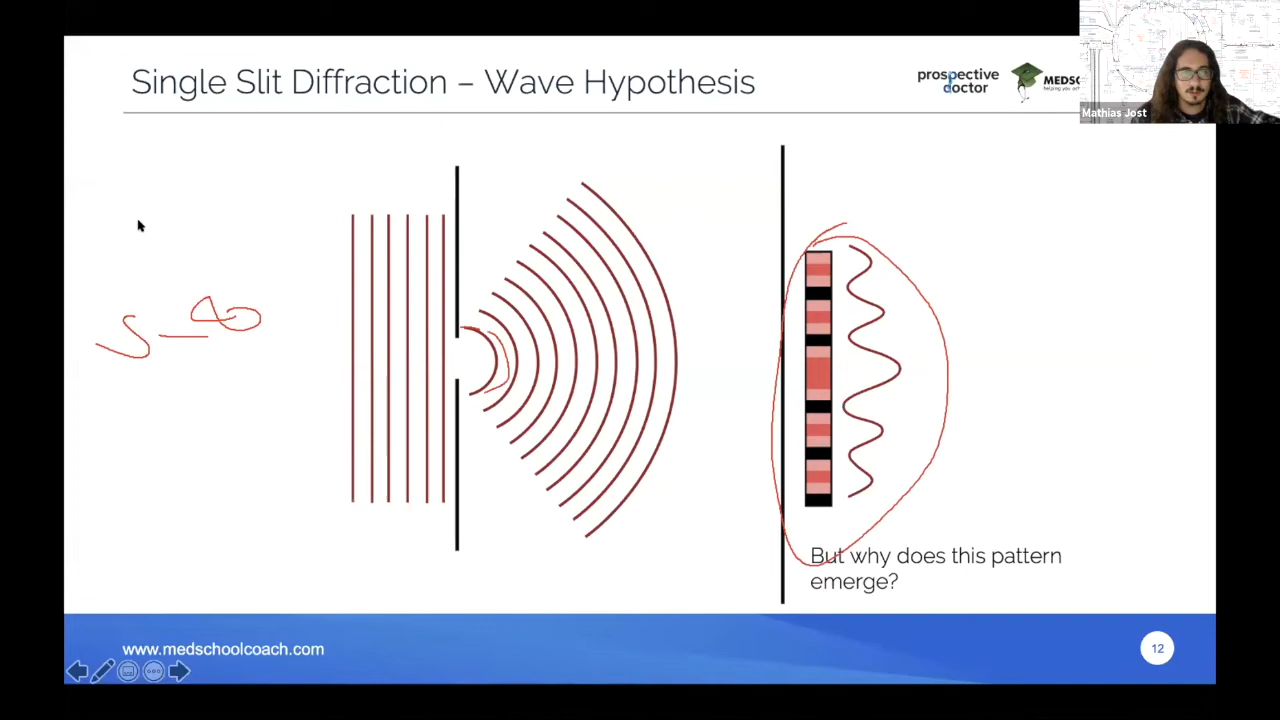 Single Slit Diffraction – Wave Hypothesis
prospective
doctor
MEDSC
Mathias Jost
But why does this pattern
emerge?
www.medschoolcoach.com
12